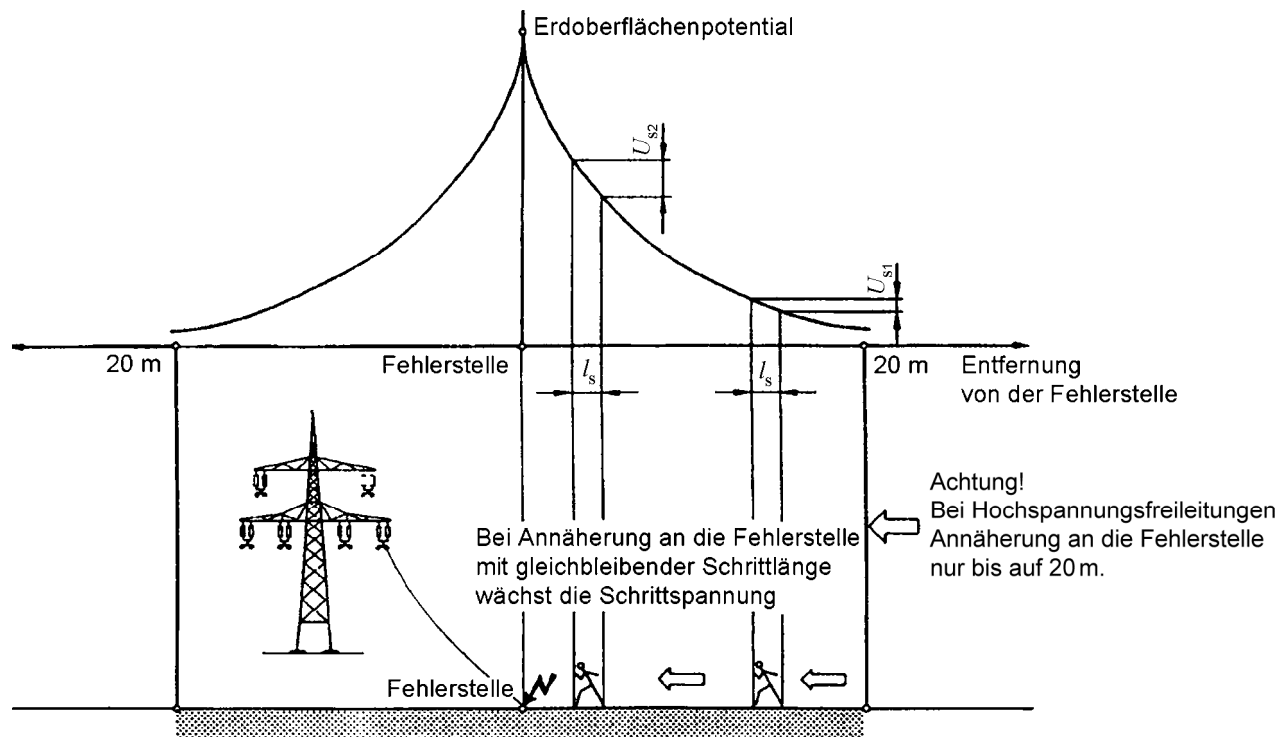 Erdoberflächenpotential
U_s2
U_s1
20 m
Fehlerstelle
l_s
l_s
20 m
Entfernung
von der Fehlerstelle
Achtung!
Bei Hochspannungsfreileitungen
Annäherung an die Fehlerstelle
nur bis auf 20 m.
Bei Annäherung an die Fehlerstelle
mit gleichbleibender Schrittlänge
wächst die Schrittspannung
Fehlerstelle